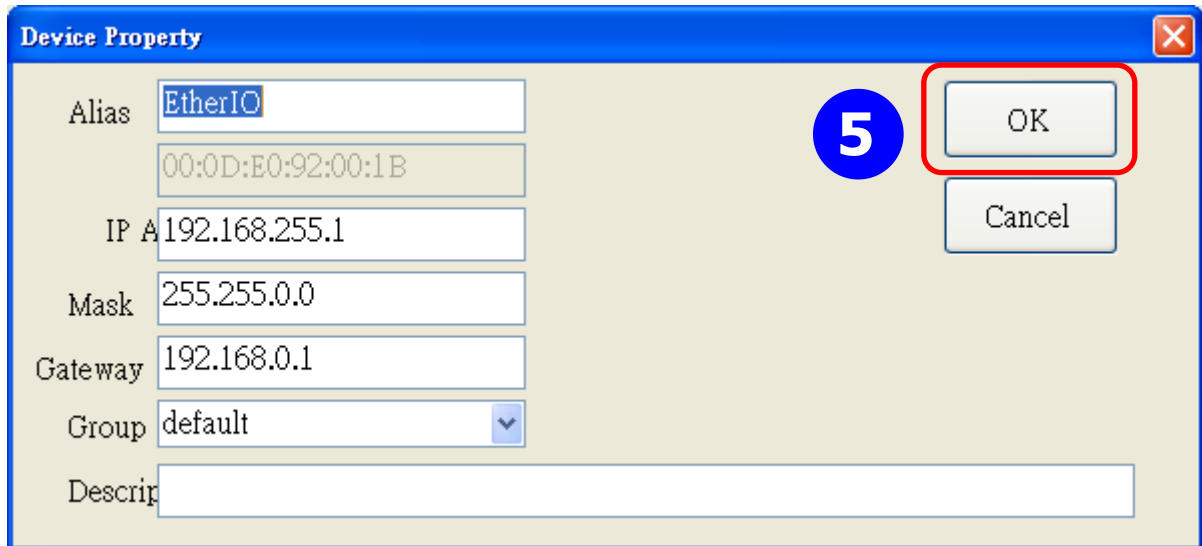 Device Property
Alias EtherIO
00:0D:E0:92:00:1B
IP A 192.168.255.1
Mask 255.255.0.0
Gateway 192.168.0.1
Group default
Descrip
5
OK
Cancel